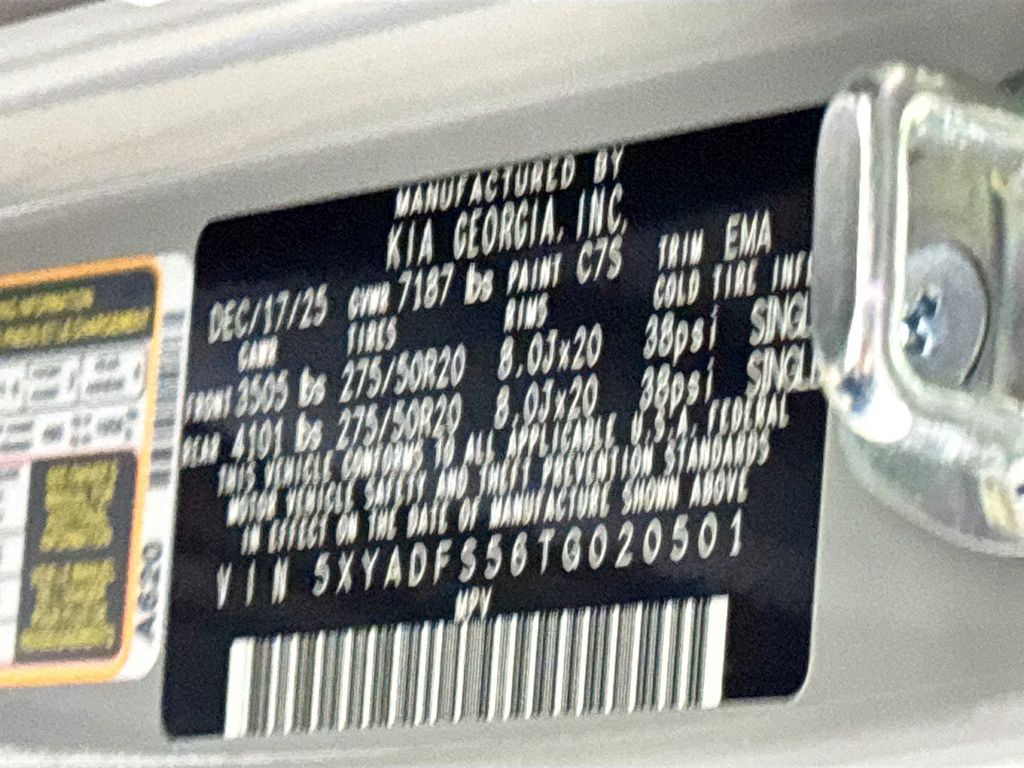 MANUFACTURED BY
KIA GEORGIA, INC.
DEC/17/25 GVWR 7187 lbs PAINT C7S TRIM EMA
GAWR TIRES RIMS COLD TIRE INF
FRONT 3505 lbs 275/50R20 8.0Jx20 38psi SINGL
REAR 4101 lbs 275/50R20 8.0Jx20 38psi SINGL
THIS VEHICLE CONFORMS TO ALL APPLICABLE U.S.A. FEDERAL
MOTOR VEHICLE SAFETY AND THEFT PREVENTION STANDARDS
IN EFFECT ON THE DATE OF MANUFACTURE SHOWN ABOVE
VIN 5XYADFS56TG020501
MPV
A620